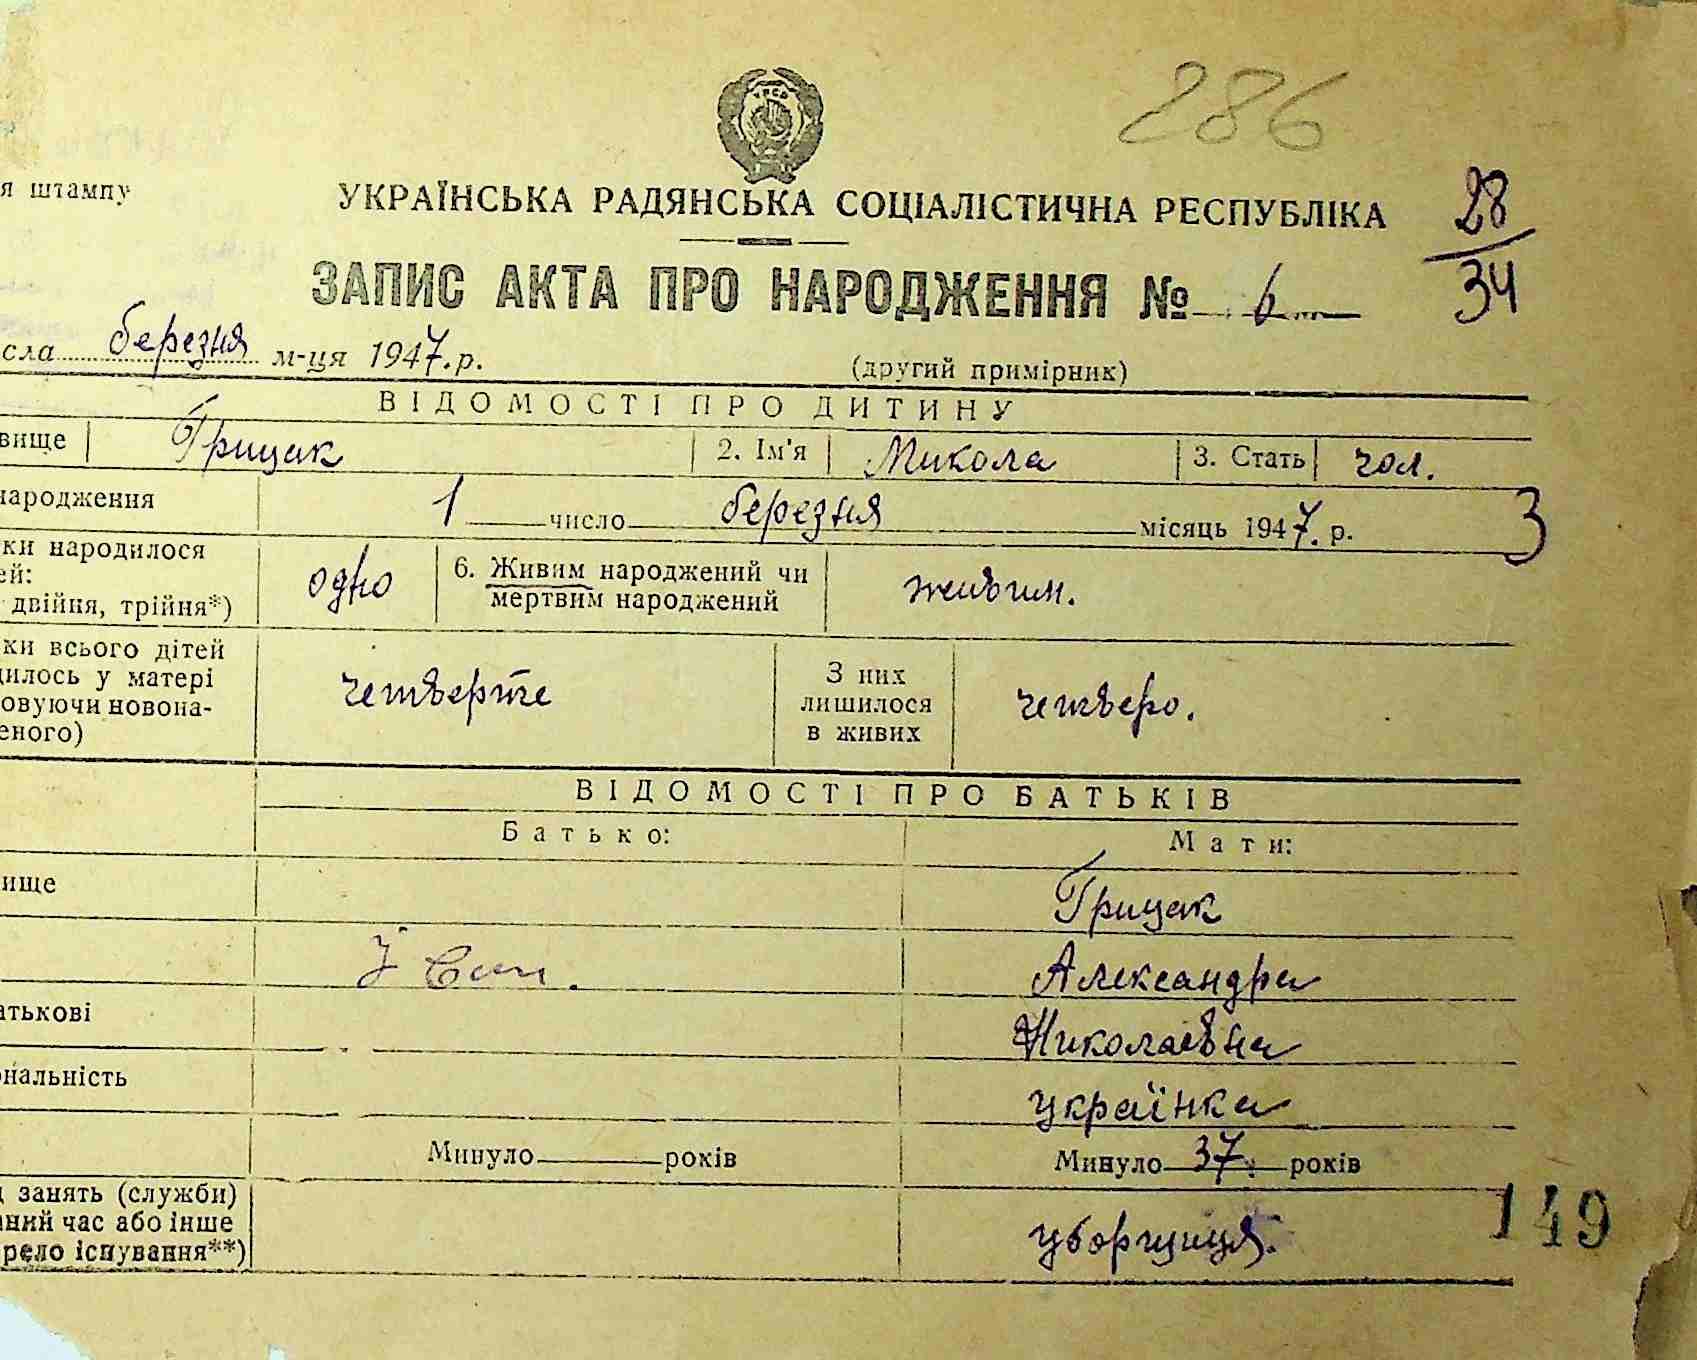 286
я штампу
УКРАЇНСЬКА РАДЯНСЬКА СОЦІАЛІСТИЧНА РЕСПУБЛІКА
28
34
ЗАПИС АКТА ПРО НАРОДЖЕННЯ № 6
сла березня м-ця 1947.р.
(другий примірник)
ВІДОМОСТІ ПРО ДИТИНУ
вище Грицак 2. Ім'я Микола 3. Стать чол.
народження 1 число березня місяць 1947.р.
3
ки народилося
ей:
двійня, трійня*)
одно
6. Живим народжений чи
мертвим народжений
живим.
ки всього дітей
дилось у матері
овуючи новона-
еного)
четверте
З них
лишилося
в живих
четверо.
ВІДОМОСТІ ПРО БАТЬКІВ
Батько: Мати:
ище Грицак
Александра
атькові Николаевна
ональність українка
Минуло роківМинуло 37 років
д занять (служби)
аний час або інше
рело існування**)
уборщиця.
149